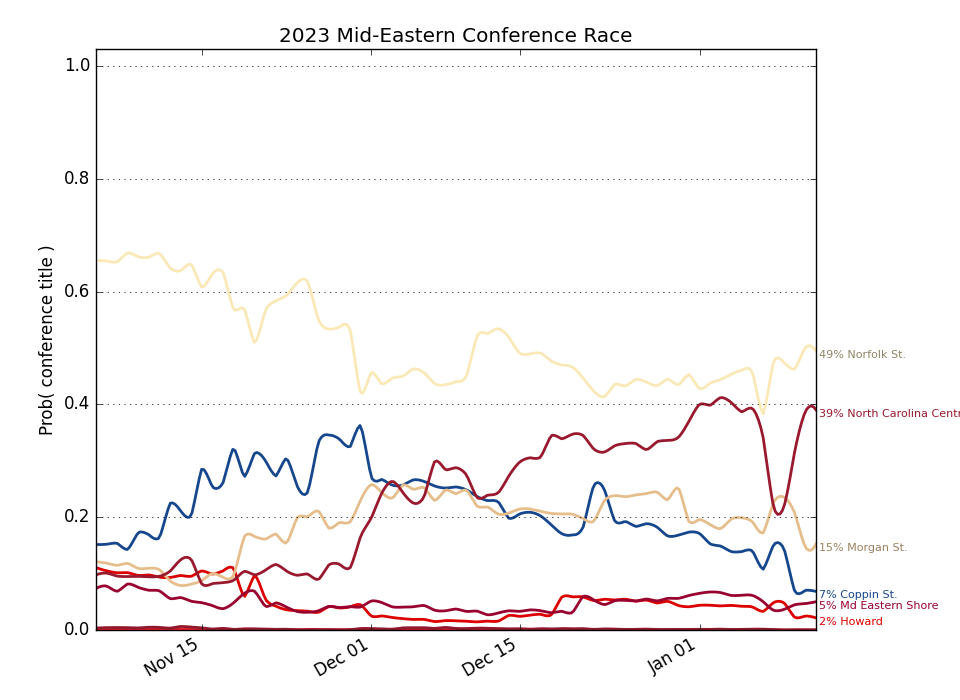 2023 Mid-Eastern Conference Race
Prob( conference title )
1.0
0.8
0.6
0.4
0.2
0.0
Nov 15
Dec 01
Dec 15
Jan 01
49% Norfolk St.
39% North Carolina Centr
15% Morgan St.
7% Coppin St.
5% Md Eastern Shore
2% Howard